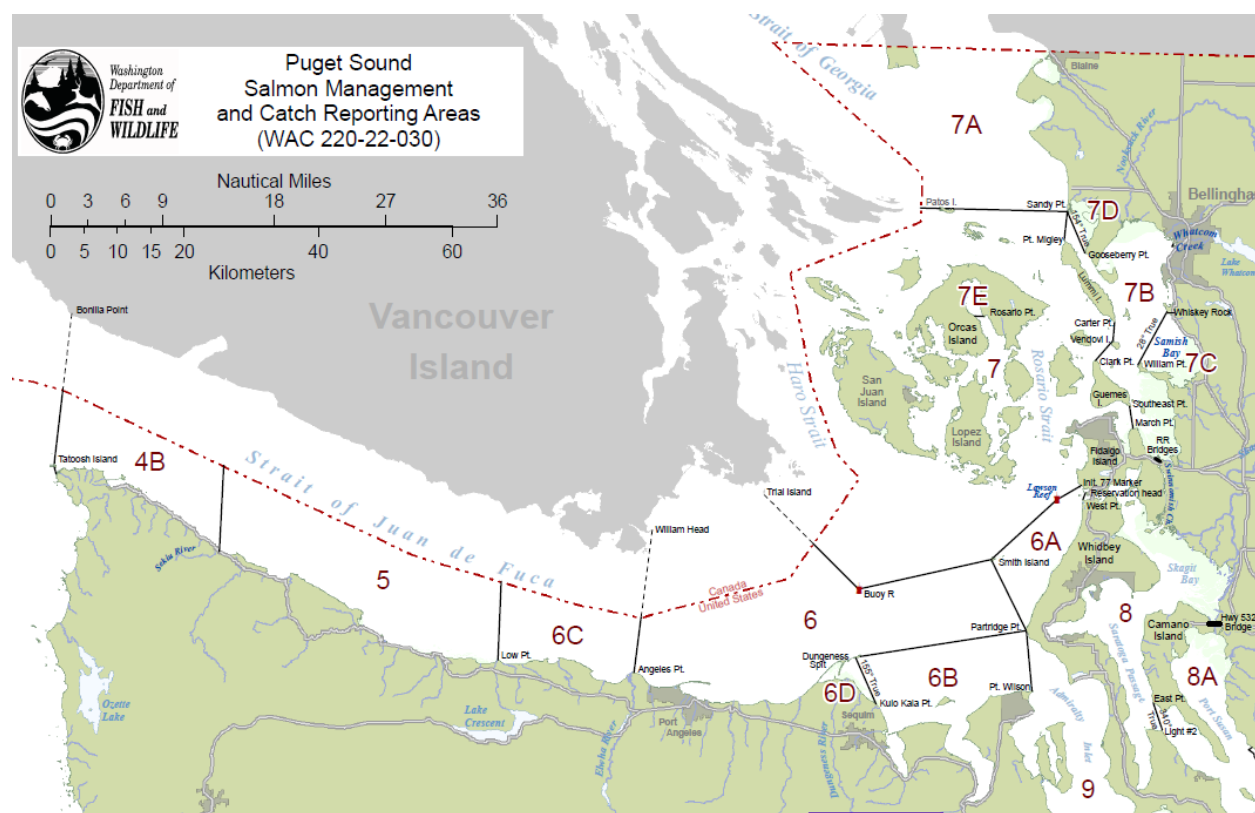 Washington
Department of
FISH and
WILDLIFE
Puget Sound
Salmon Management
and Catch Reporting Areas
(WAC 220-22-030)
Nautical Miles
0 3 6 9 18 27 36
0 5 10 15 20 40 60
Kilometers
Strait of Georgia
Blaine
7A
Nooksack River
Bellingha
Patos I.
Sandy Pt.
7D
154° True
Pt. Migley
Gooseberry Pt.
Whatcom
Creek
Lake
Whatcom
Lummi I.
7E
Rosario Pt.
Orcas
Island
7B
Whiskey Rock
Bonilla Point
Vancouver
Island
Carter Pt.
Vendovi I.
28° True
Samish
Bay
Clark Pt.
William Pt.
7C
7
Haro Strait
Rosario Strait
San
Juan
Island
Guemes
I.
Southeast Pt.
March Pt.
Lopez
Island
Fidalgo
Island
RR
Bridges
Swinomish Ch.
Tatoosh Island
4B
Strait of Juan de Fuca
Trial Island
Lawson
Reef
Init. 77 Marker
Reservation head
West Pt.
William Head
6A
Sekiu River
Whidbey
Island
Smith Island
Skagit
Bay
5
Canada
United States
Buoy R
6C
6
8
Partridge Pt.
Camano
Island
Hwy 532
Bridge
Low Pt.
Angeles Pt.
Dungeness
Spit
155° True
6D
6B
Kulo Kala Pt.
Pt. Wilson
Saratoga Passage
8A
East Pt.
340°
True
Light #2
Port Susan
Admiralty
Inlet
Ozette
Lake
Lake
Crescent
Port
Angeles
Sequim
Elwha River
Dungeness River
9